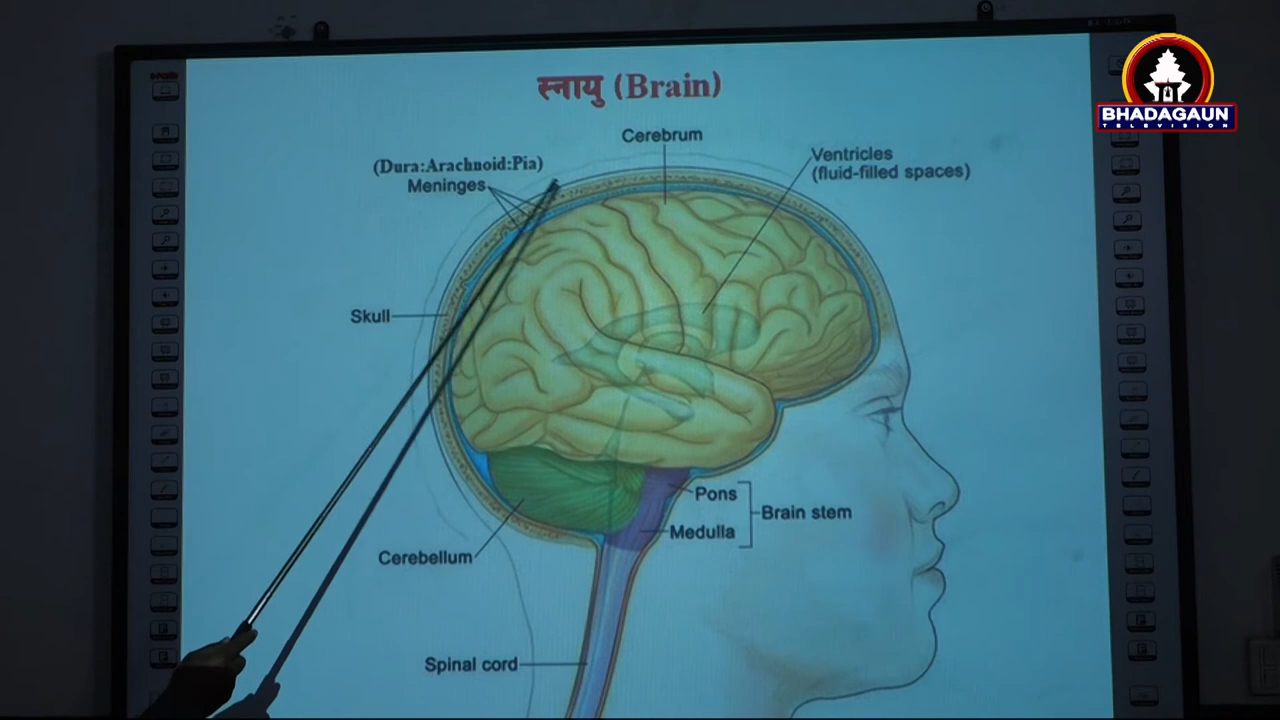 स्नायु (Brain)
Cerebrum
(Dura:Arachnoid:Pia)
Meninges
Ventricles
(fluid-filled spaces)
Skull
Pons
Medulla
Brain stem
Cerebellum
Spinal cord
BHADAGAUN
TELEVISION